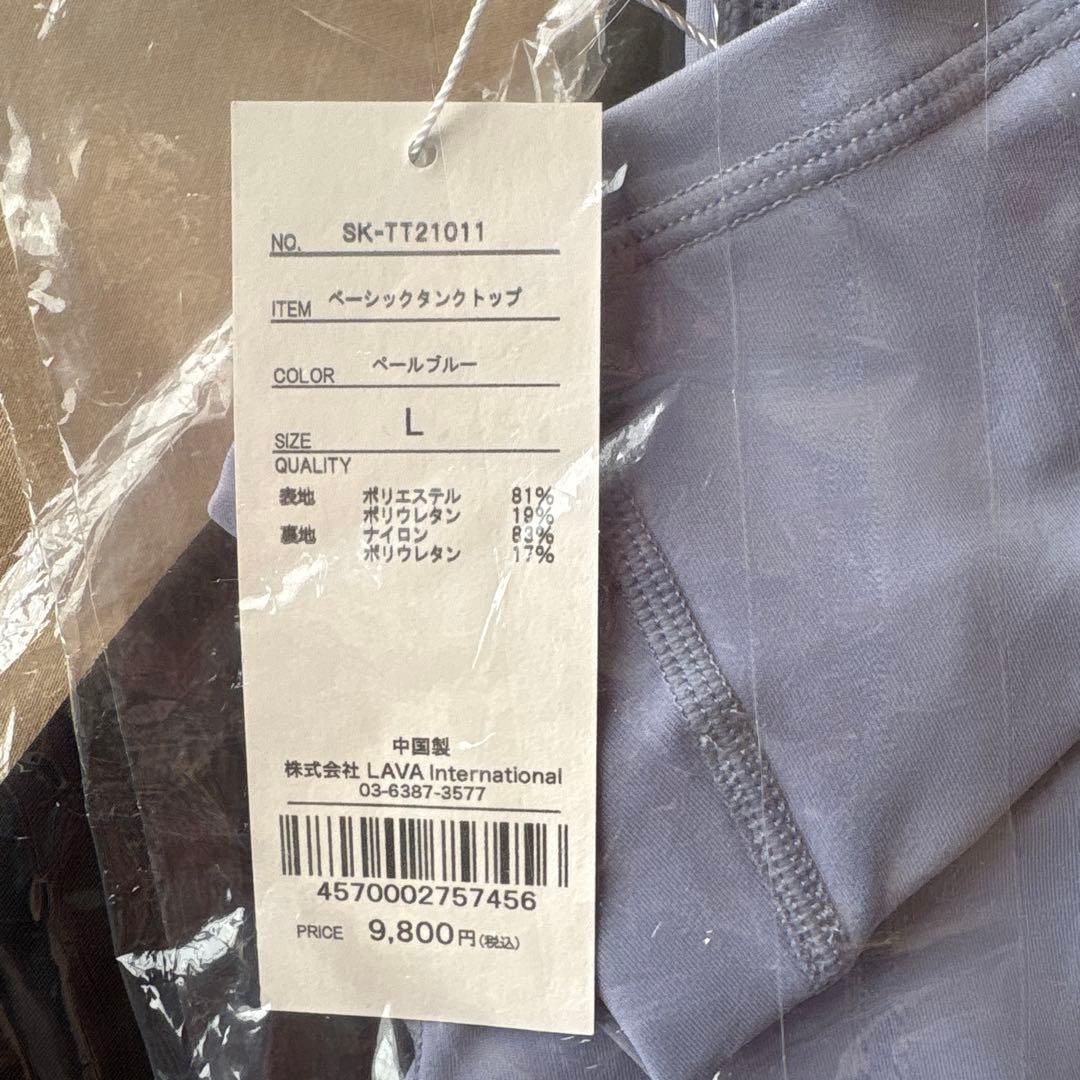 NO. SK-TT21011
ITEM ベーシックタンクトップ
COLOR ペールブルー
SIZE L
QUALITY
表地 ポリエステル 81%
ポリウレタン 19%
裏地 ナイロン 83%
ポリウレタン 17%
中国製
株式会社 LAVA International
03-6387-3577
4570002757456
PRICE 9,800円(税込)